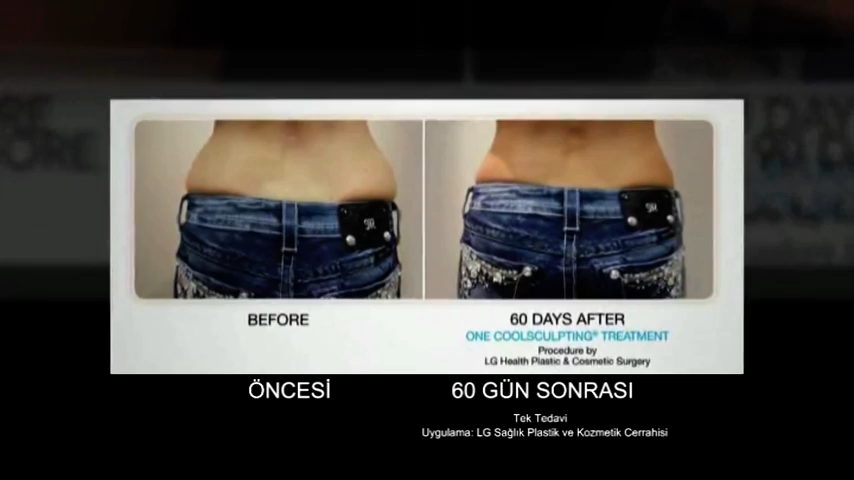 BEFORE
60 DAYS AFTER
ONE COOLSCULPTING® TREATMENT
Procedure by
LG Health Plastic & Cosmetic Surgery
ÖNCESİ
60 GÜN SONRASI
Tek Tedavi
Uygulama: LG Sağlık Plastik ve Kozmetik Cerrahisi